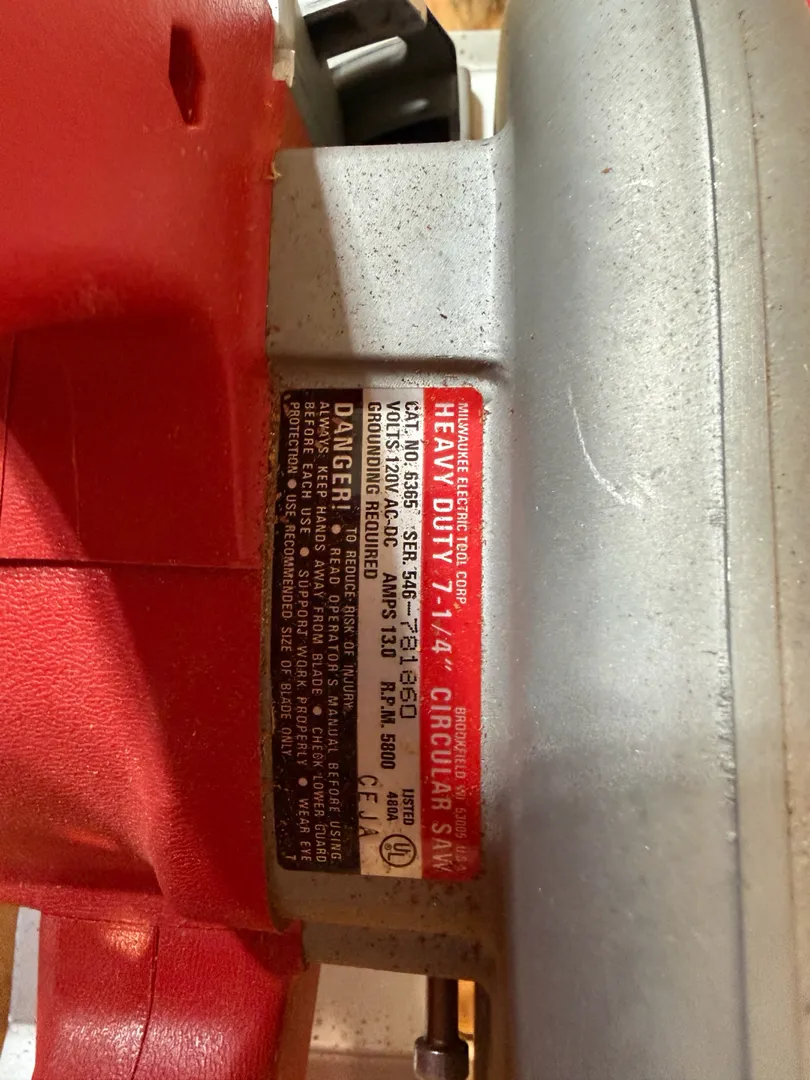 MILWAUKEE ELECTRIC TOOL CORP. BROOKFIELD, WI 53005 U.S.A.
HEAVY DUTY 7-1/4" CIRCULAR SAW
CAT. NO. 6365 SER. 546-781860 LISTED
VOLTS 120V AC-DC AMPS 13.0 R.P.M. 5800 480A UL
GROUNDING REQUIRED CEJA
DANGER! TO REDUCE RISK OF INJURY:
• READ OPERATOR'S MANUAL BEFORE USING.
ALWAYS KEEP HANDS AWAY FROM BLADE • CHECK LOWER GUARD
BEFORE EACH USE • SUPPORT WORK PROPERLY • WEAR EYE
PROTECTION • USE RECOMMENDED SIZE OF BLADE ONLY. T